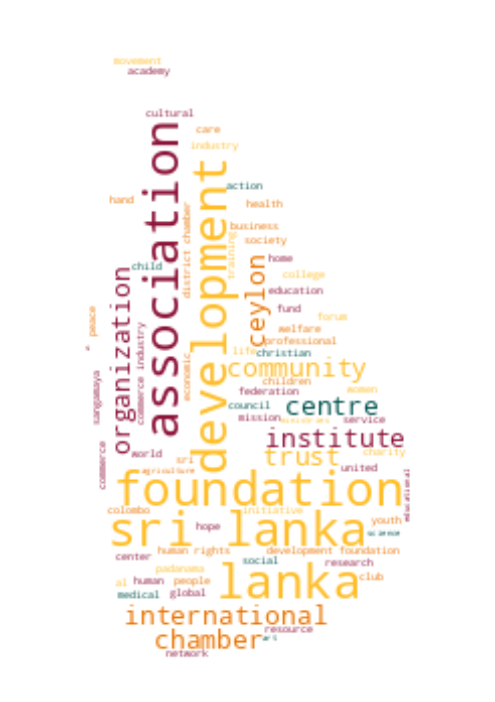 movement
academy
cultural
care
industry
association
development
action
hand
health
district chamber
business
training
society
ceylon
home
child
organization
college
education
fund
peace
forum
commerce industry
welfare
professional
life
christian
economic
community
sangamaya
children
women
federation
council
centre
mission
service
institute
commerce
world
trust
charity
sri
agriculture
united
foundation
educational
colombo
initiative
sri lanka
youth
hope
science
human rights
development foundation
center
social
research
padanama
lanka
club
al
human
people
medical
global
international
resource
chamber
art
network